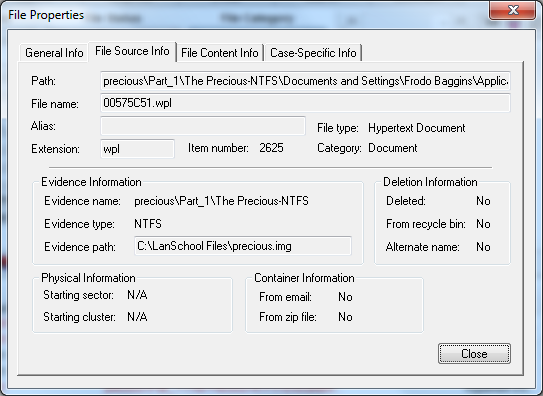 File Properties
General Info
File Source Info
File Content Info
Case-Specific Info
Path: precious\Part_1\The Precious-NTFS\Documents and Settings\Frodo Baggins\Applica
File name: 00575C51.wpl
Alias:
File type: Hypertext Document
Extension: wpl
Item number: 2625
Category: Document
Evidence Information
Evidence name: precious\Part_1\The Precious-NTFS
Evidence type: NTFS
Evidence path: C:\LanSchool Files\precious.img
Deletion Information
Deleted: No
From recycle bin: No
Alternate name: No
Physical Information
Starting sector: N/A
Starting cluster: N/A
Container Information
From email: No
From zip file: No
Close